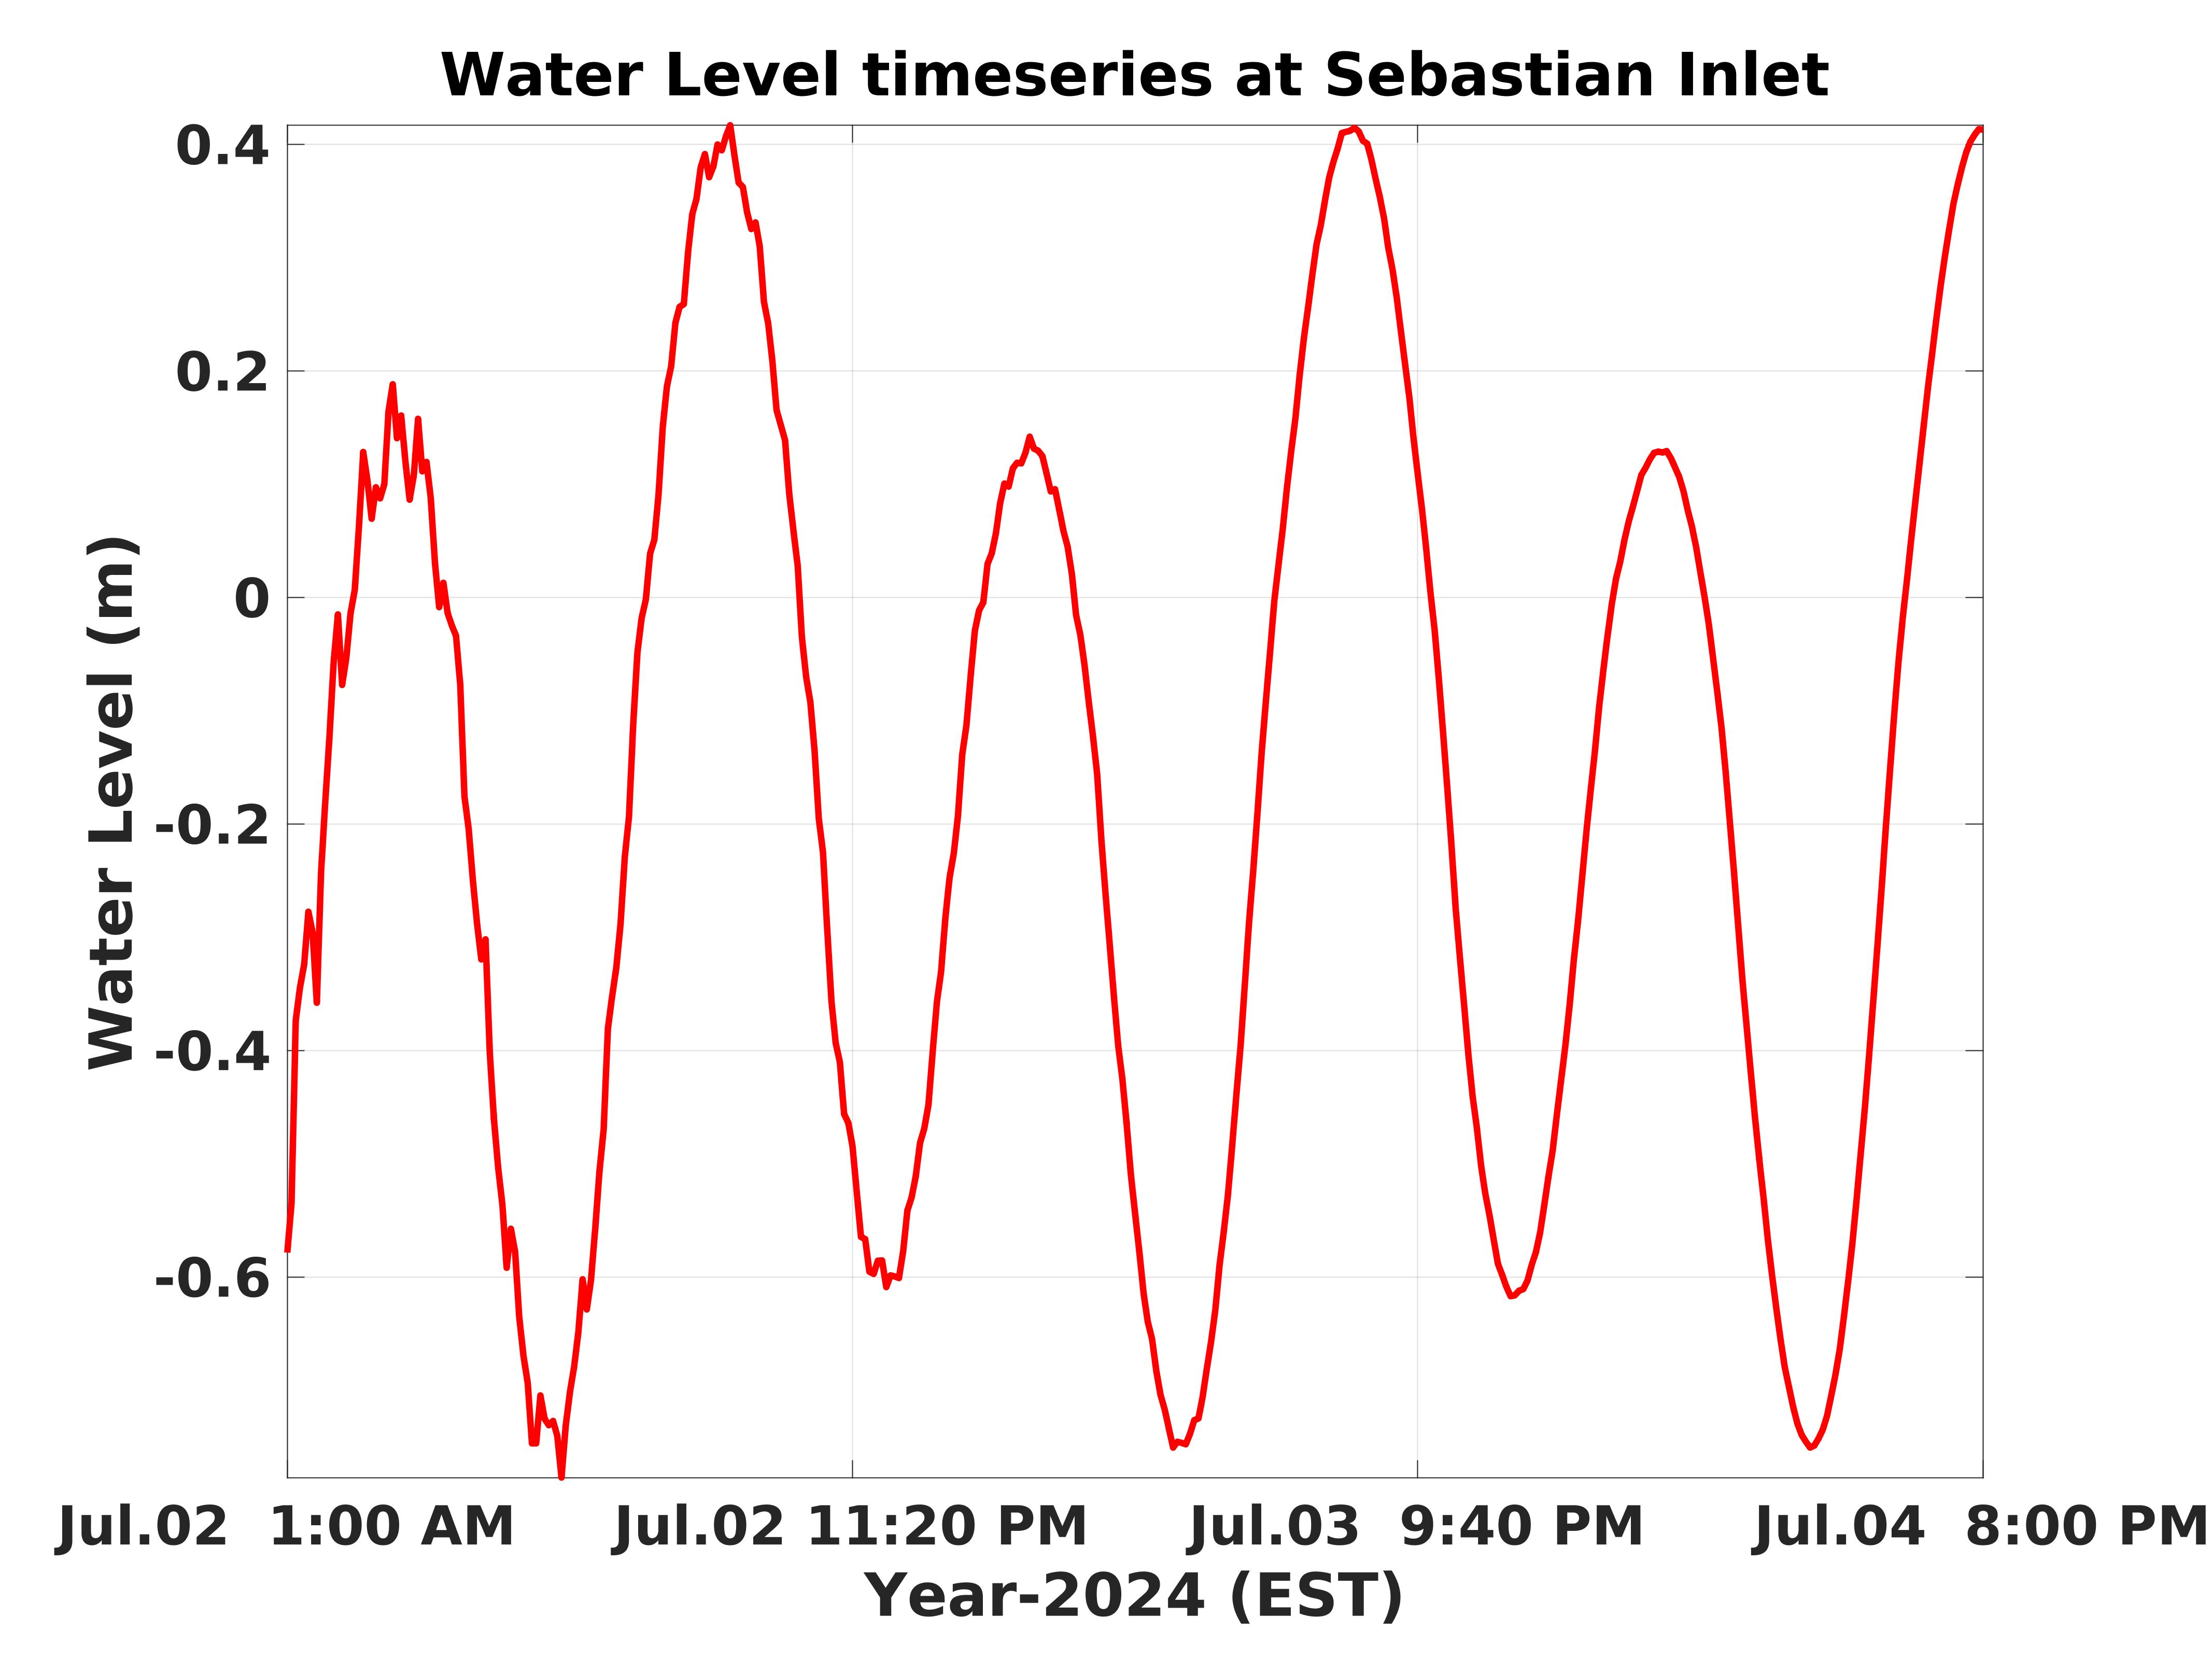 Water Level timeseries at Sebastian Inlet
0.4
0.2
0
-0.2
-0.4
-0.6
Water Level (m)
Jul.02 1:00 AM Jul.02 11:20 PM Jul.03 9:40 PM Jul.04 8:00 PM
Year-2024 (EST)